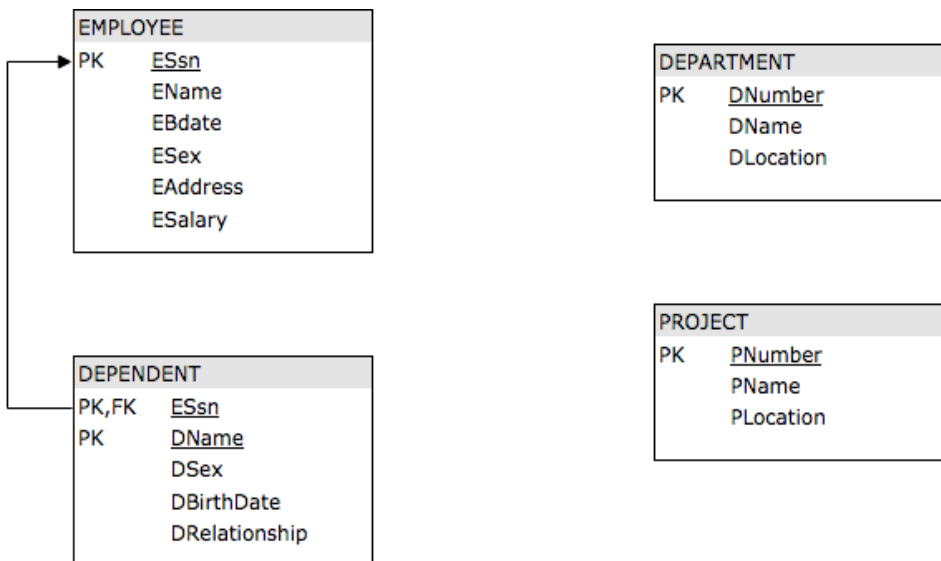 EMPLOYEE
PK ESsn
EName
EBdate
ESex
EAddress
ESalary
DEPARTMENT
PK DNumber
DName
DLocation
DEPENDENT
PK,FK ESsn
PK DName
DSex
DBirthDate
DRelationship
PROJECT
PK PNumber
PName
PLocation